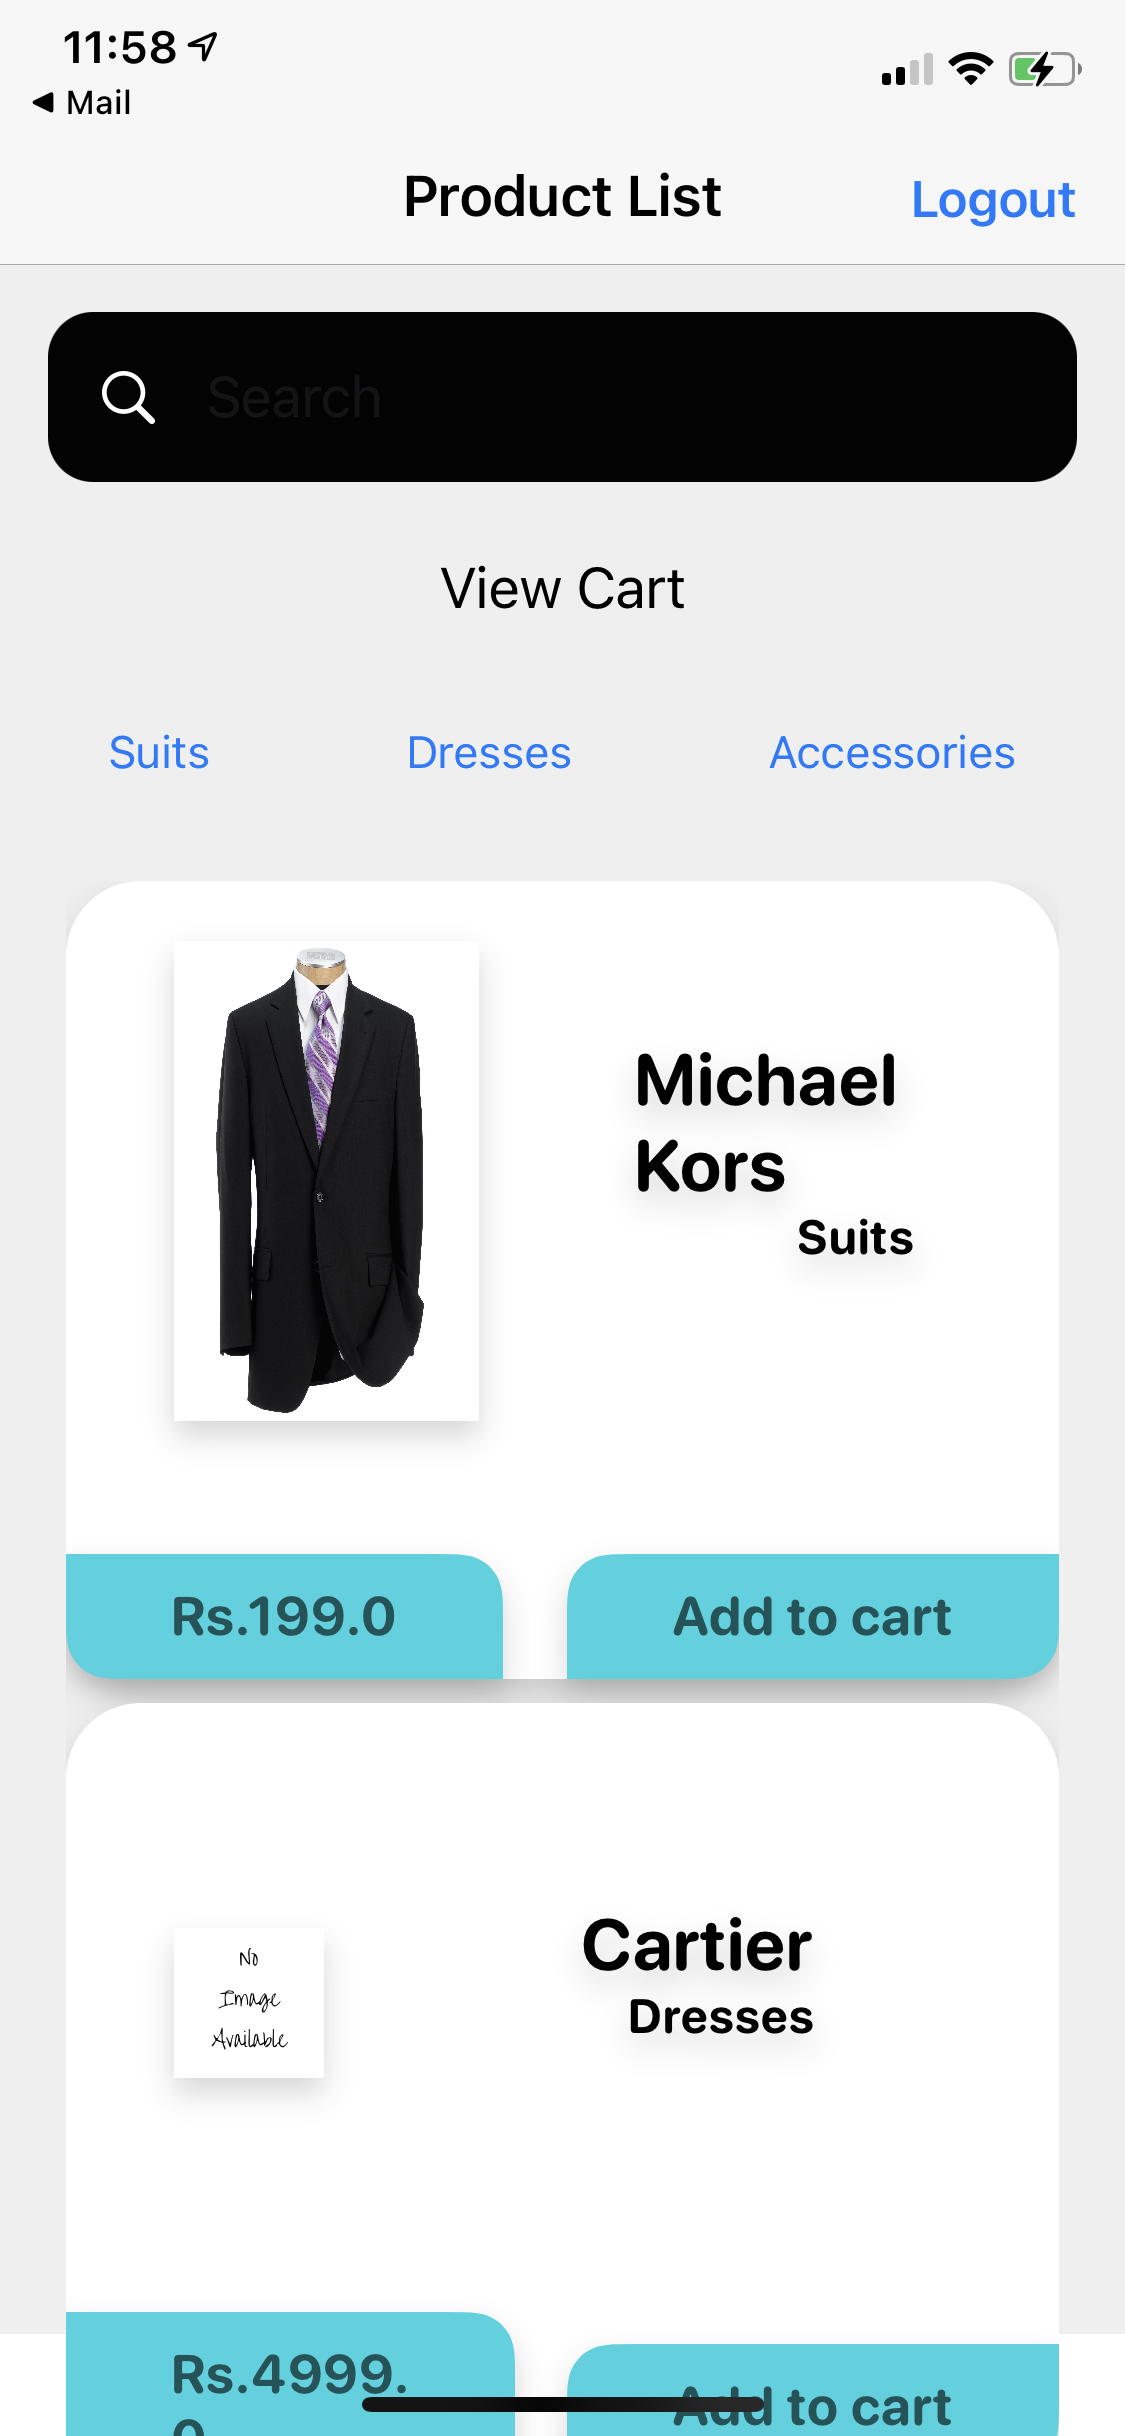 11:58
Mail
Product List
Logout
Search
View Cart
Suits
Dresses
Accessories
Michael
Kors
Suits
Rs.199.0
Add to cart
No
Image
Available
Cartier
Dresses
Rs.4999.
0
Add to cart